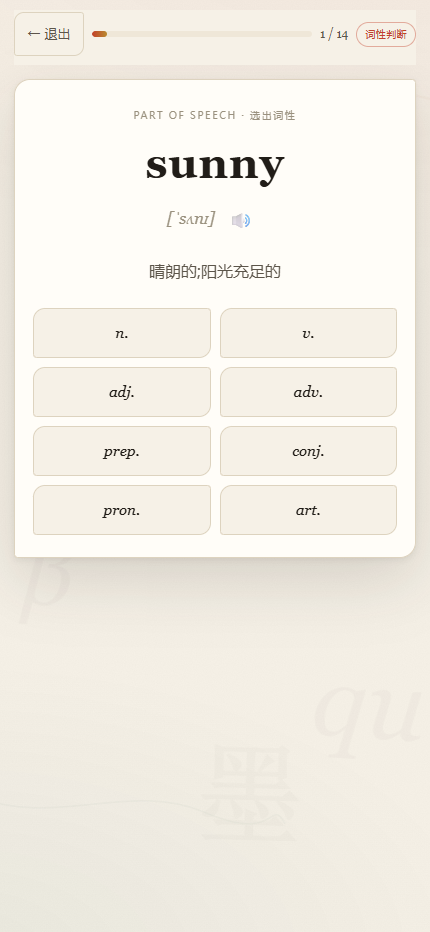 ← 退出 1 / 14 词性判断
PART OF SPEECH · 选出词性
sunny
[ˈsʌnɪ]
晴朗的;阳光充足的
n. v.
adj. adv.
prep. conj.
pron. art.
β
qu
墨